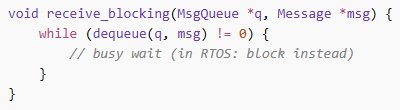 void receive_blocking(MsgQueue *q, Message *msg) {
    while (dequeue(q, msg) != 0) {
        // busy wait (in RTOS: block instead)
    }
}